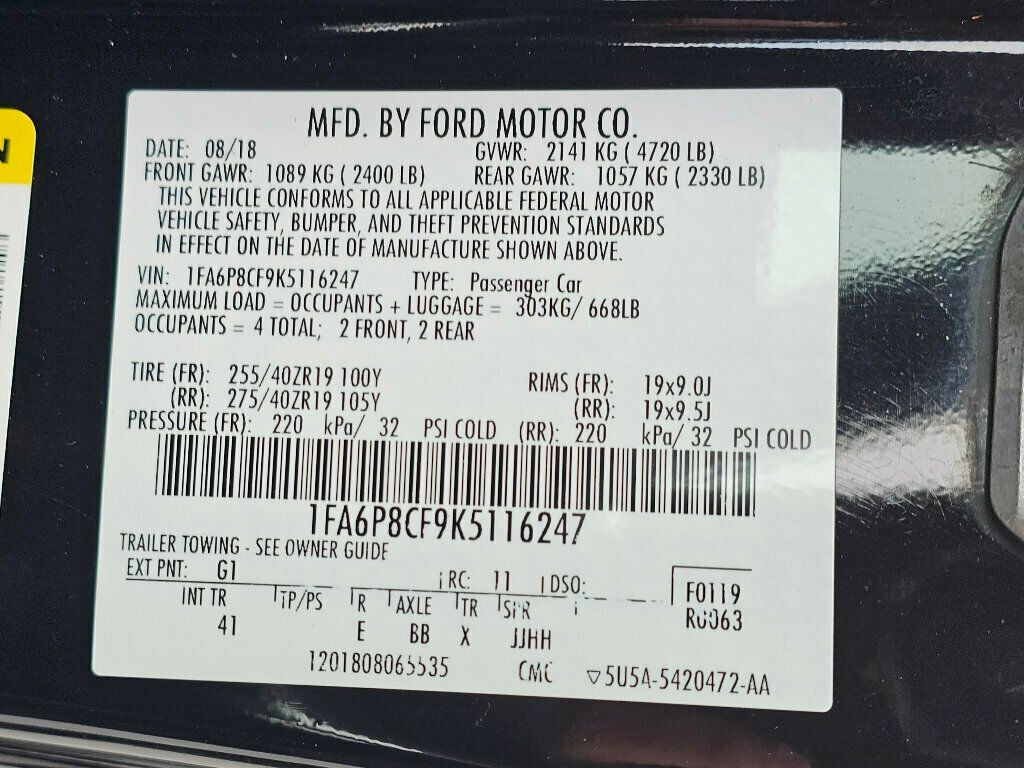 N
MFD. BY FORD MOTOR CO.
DATE: 08/18 GVWR: 2141 KG ( 4720 LB)
FRONT GAWR: 1089 KG ( 2400 LB) REAR GAWR: 1057 KG ( 2330 LB)
THIS VEHICLE CONFORMS TO ALL APPLICABLE FEDERAL MOTOR
VEHICLE SAFETY, BUMPER, AND THEFT PREVENTION STANDARDS
IN EFFECT ON THE DATE OF MANUFACTURE SHOWN ABOVE.
VIN: 1FA6P8CF9K5116247 TYPE: Passenger Car
MAXIMUM LOAD = OCCUPANTS + LUGGAGE = 303KG/ 668LB
OCCUPANTS = 4 TOTAL; 2 FRONT, 2 REAR
TIRE (FR): 255/40ZR19 100Y RIMS (FR): 19x9.0J
(RR): 275/40ZR19 105Y (RR): 19x9.5J
PRESSURE (FR): 220 kPa/ 32 PSI COLD (RR): 220 kPa/ 32 PSI COLD
1FA6P8CF9K5116247
TRAILER TOWING - SEE OWNER GUIDE
EXT PNT: G1 RC: 11 DSO: F0119
INT TR TP/PS R AXLE TR SPR R0063
41 E BB X JJHH
1201808065535 CMC ▽5U5A-5420472-AA